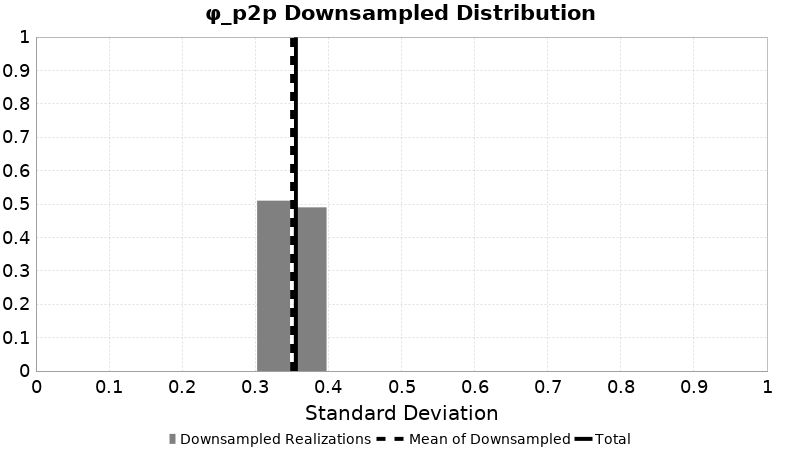 φ_p2p Downsampled Distribution
1
0.9
0.8
0.7
0.6
0.5
0.4
0.3
0.2
0.1
0
0 0.1 0.2 0.3 0.4 0.5 0.6 0.7 0.8 0.9 1
Standard Deviation
Downsampled Realizations Mean of Downsampled Total